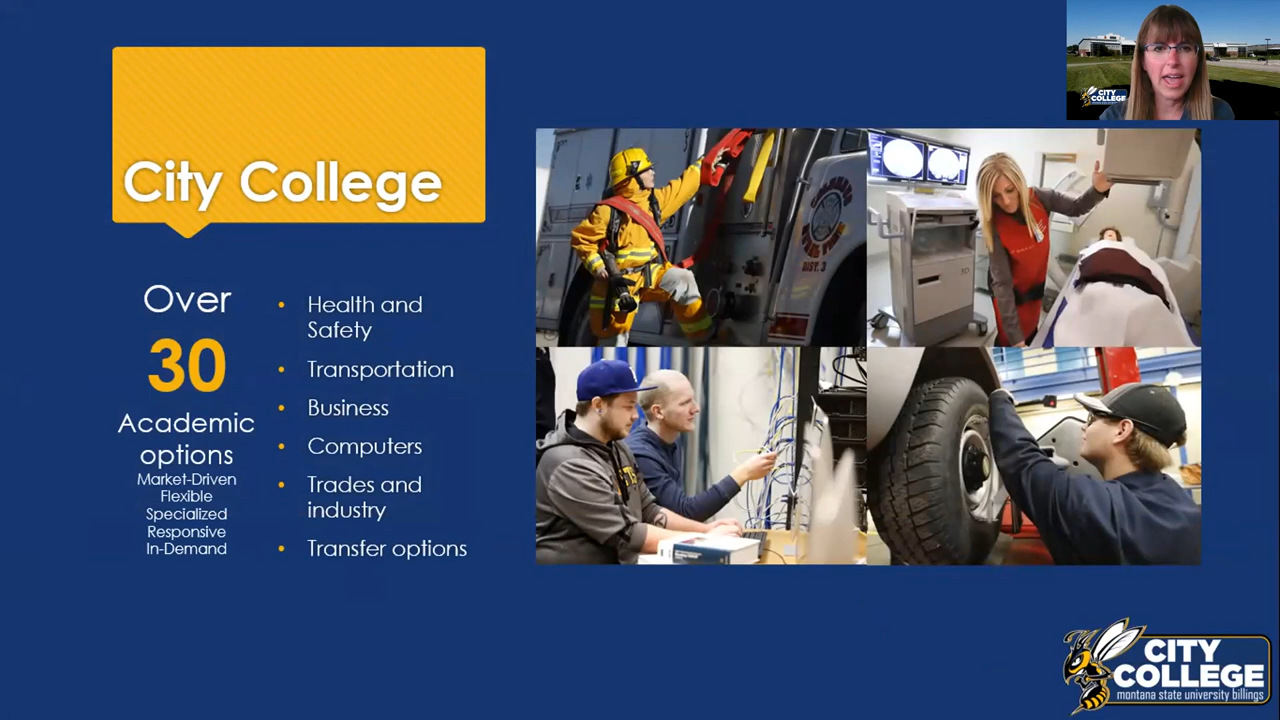 City College
Over
30
Academic
options
Market-Driven
Flexible
Specialized
Responsive
In-Demand
• Health and
Safety
• Transportation
• Business
• Computers
• Trades and
industry
• Transfer options
CITY
COLLEGE
DIST. 3
CITY
COLLEGE
montana state university billings